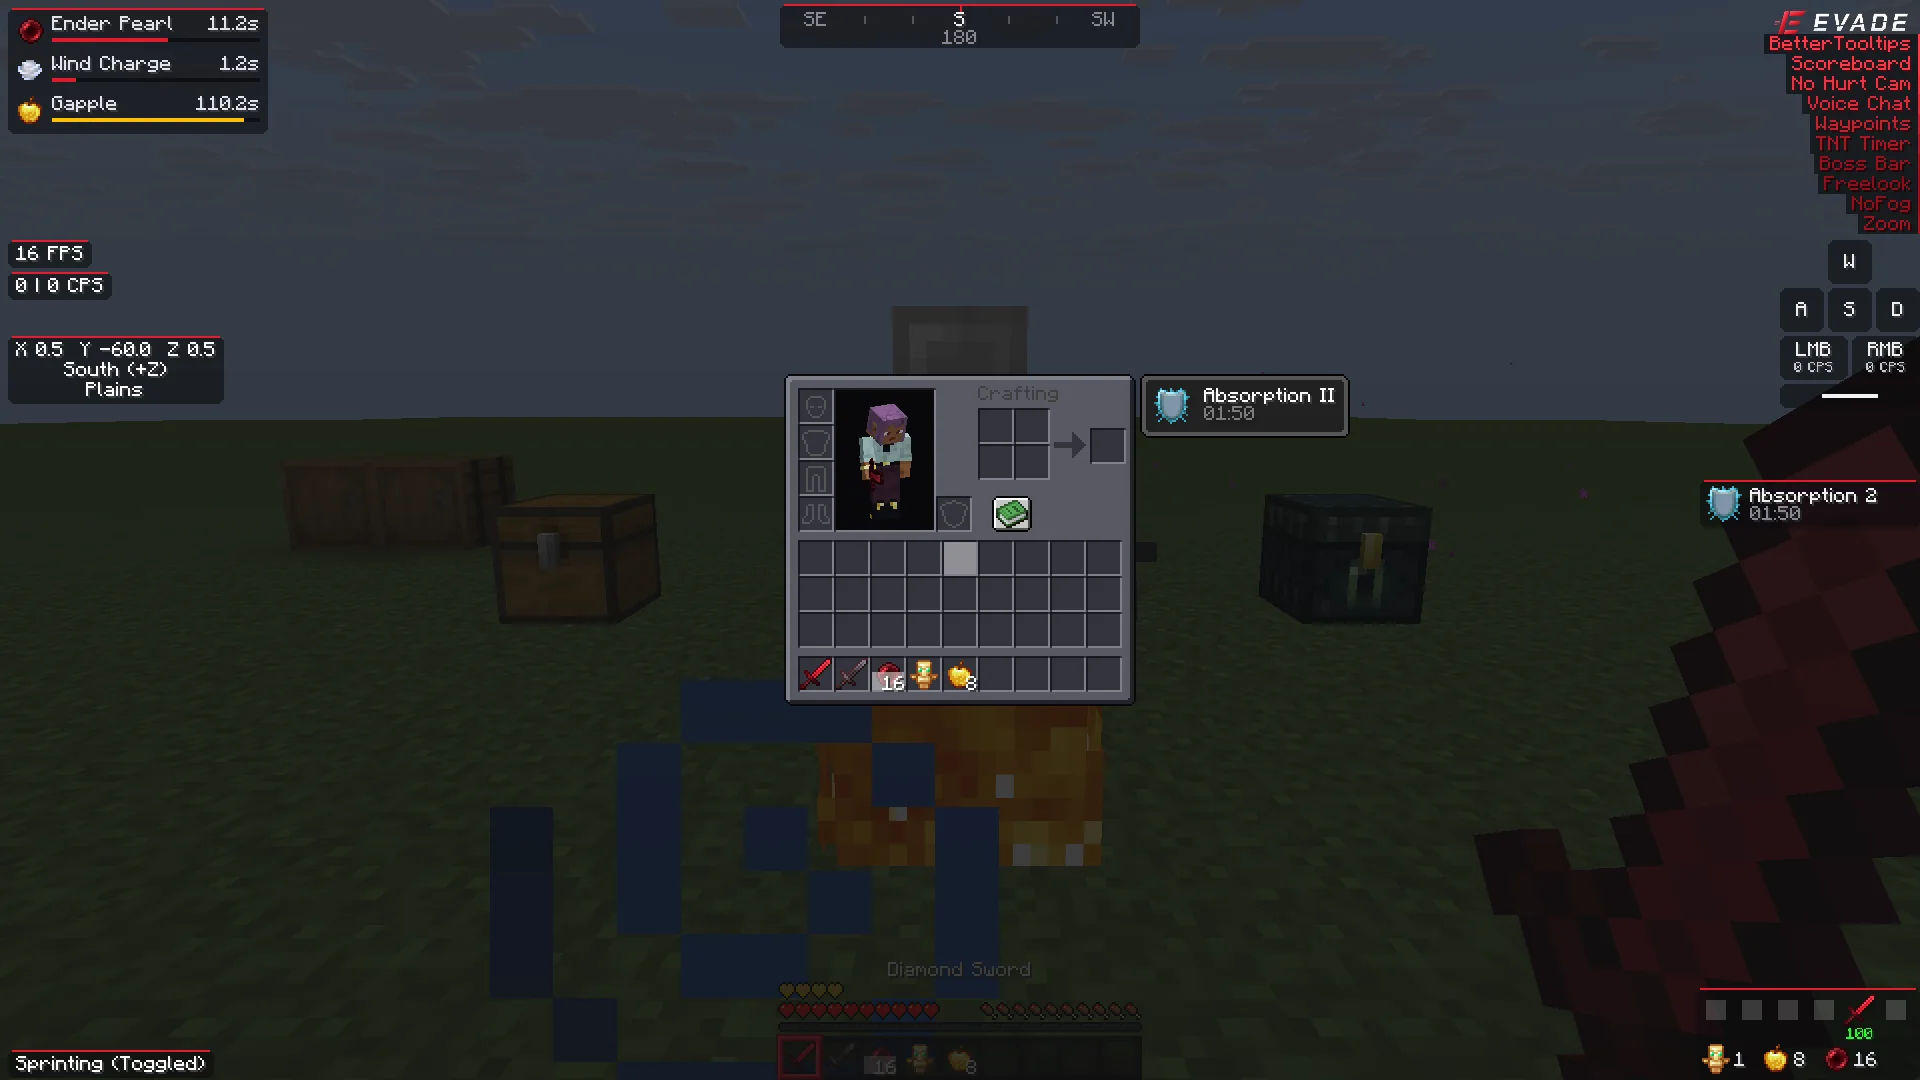 Ender Pearl 11.2s
Wind Charge 1.2s
Gapple 110.2s
SE S SW
180
EVADE
BetterTooltips
Scoreboard
No Hurt Cam
Voice Chat
Waypoints
TNT Timer
Boss Bar
Freelook
NoFog
Zoom
16 FPS
0 | 0 CPS
X 0.5 Y -60.0 Z 0.5
South (+Z)
Plains
W
A S D
LMB RMB
0 CPS 0 CPS
Crafting
Absorption II
01:50
Absorption 2
01:50
16 8
Diamond Sword
16 8
100
1 8 16
Sprinting (Toggled)